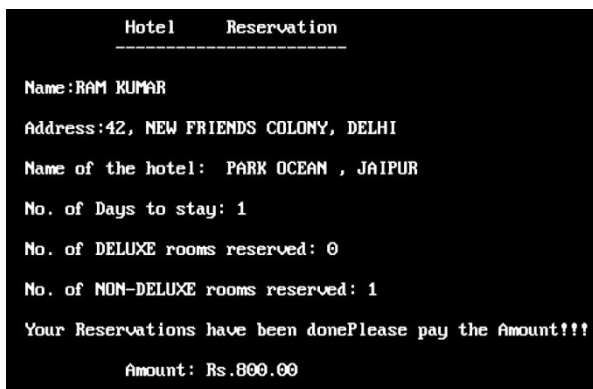 Hotel Reservation
-----------------------
Name:RAM KUMAR
Address:42, NEW FRIENDS COLONY, DELHI
Name of the hotel: PARK OCEAN , JAIPUR
No. of Days to stay: 1
No. of DELUXE rooms reserved: 0
No. of NON-DELUXE rooms reserved: 1
Your Reservations have been donePlease pay the Amount!!!
Amount: Rs.800.00